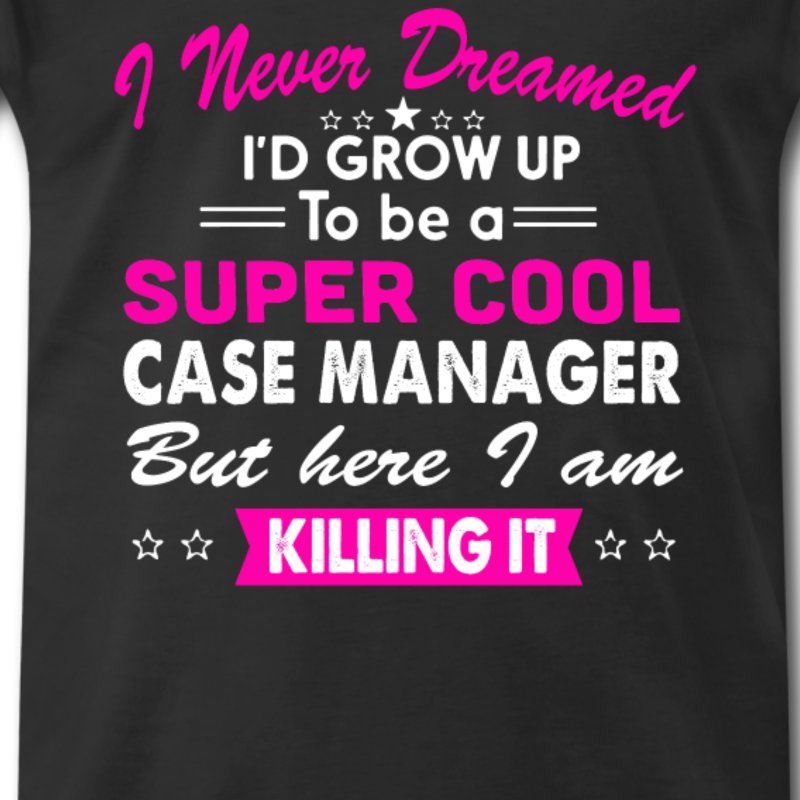 I Never Dreamed
I'D GROW UP
To be a
SUPER COOL
CASE MANAGER
But here I am
KILLING IT